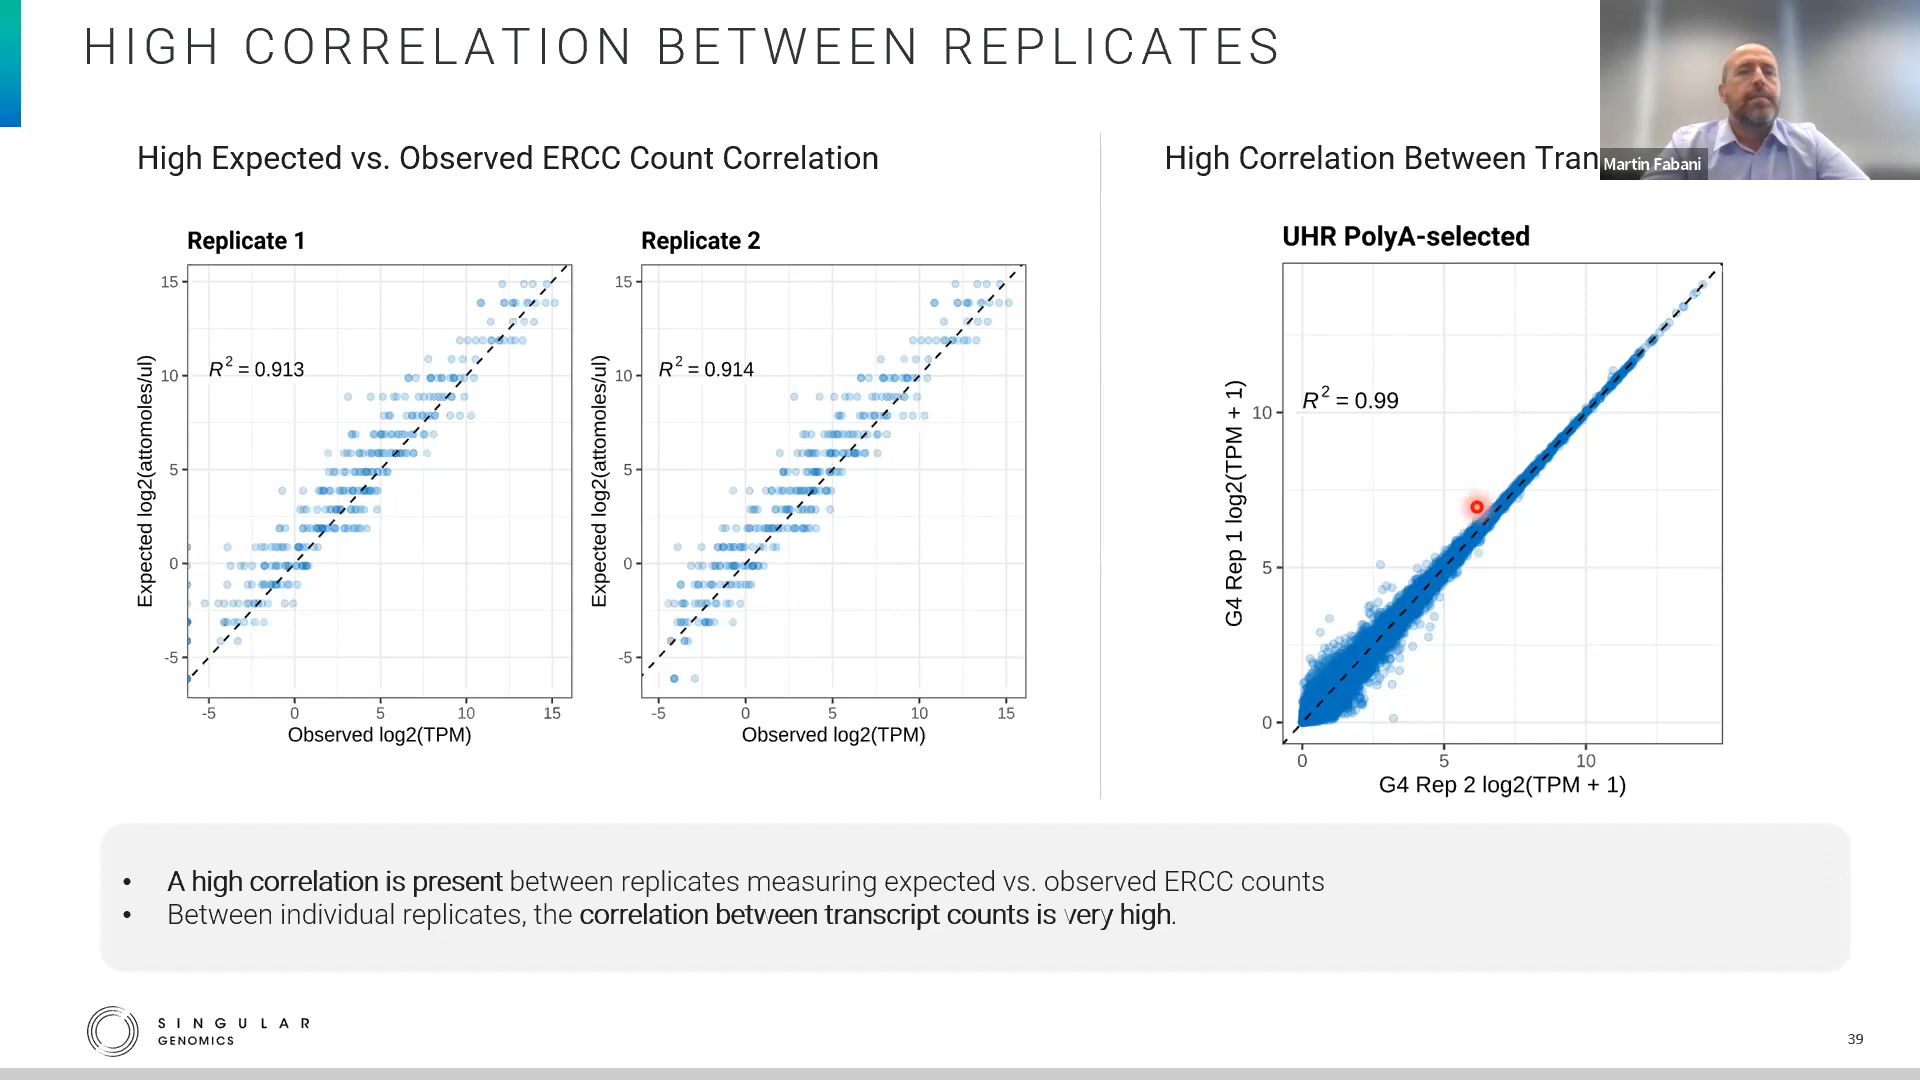 HIGH CORRELATION BETWEEN REPLICATES
Martin Fabani
High Expected vs. Observed ERCC Count Correlation
High Correlation Between Tran
Replicate 1
Expected log2(attomoles/ul)
15
10
5
0
-5
R² = 0.913
-5 0 5 10 15
Observed log2(TPM)
Replicate 2
Expected log2(attomoles/ul)
15
10
5
0
-5
R² = 0.914
-5 0 5 10 15
Observed log2(TPM)
UHR PolyA-selected
G4 Rep 1 log2(TPM + 1)
10
5
0
R² = 0.99
0 5 10
G4 Rep 2 log2(TPM + 1)
• A high correlation is present between replicates measuring expected vs. observed ERCC counts
• Between individual replicates, the correlation between transcript counts is very high.
SINGULAR
GENOMICS
39